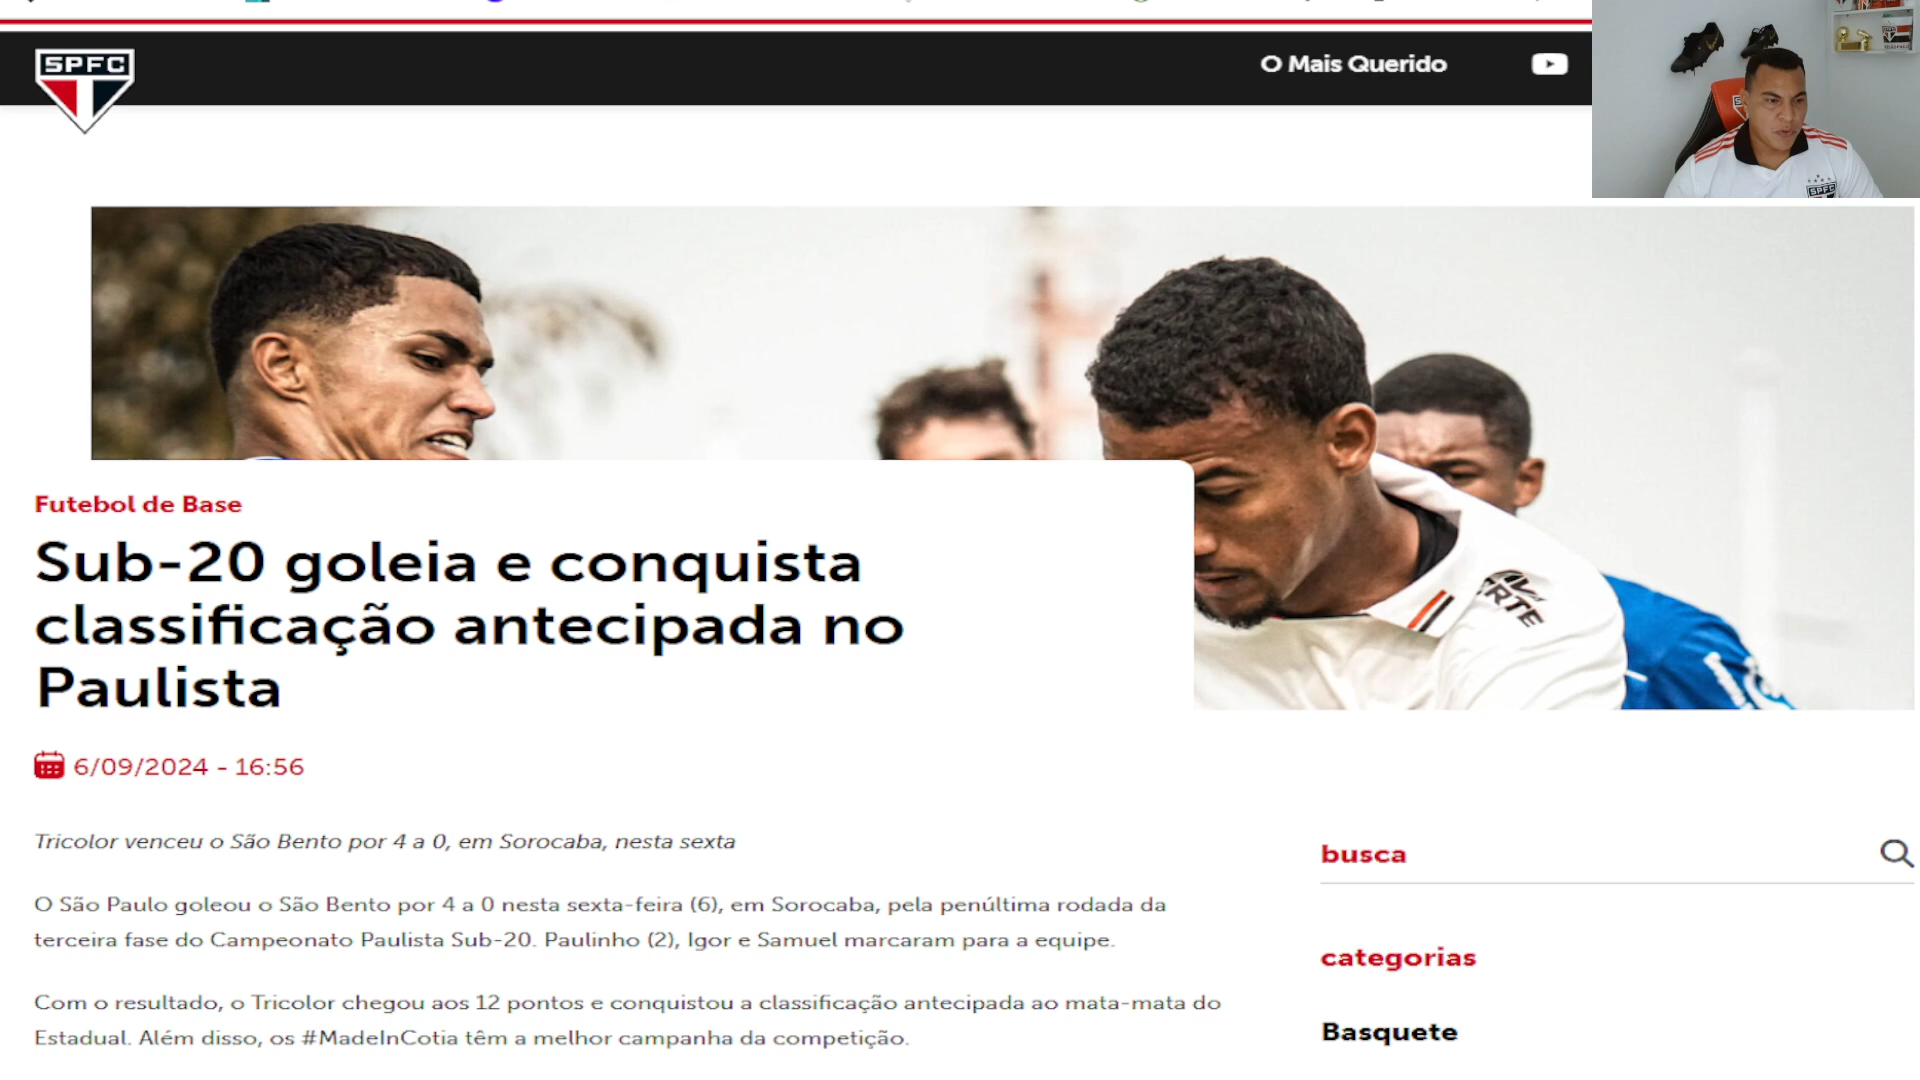 SPFC
O Mais Querido
SPFC
Futebol de Base
Sub-20 goleia e conquista
classificação antecipada no
Paulista
6/09/2024 - 16:56
Tricolor venceu o São Bento por 4 a 0, em Sorocaba, nesta sexta
O São Paulo goleou o São Bento por 4 a 0 nesta sexta-feira (6), em Sorocaba, pela penúltima rodada da
terceira fase do Campeonato Paulista Sub-20. Paulinho (2), Igor e Samuel marcaram para a equipe.
Com o resultado, o Tricolor chegou aos 12 pontos e conquistou a classificação antecipada ao mata-mata do
Estadual. Além disso, os #MadeInCotia têm a melhor campanha da competição.
busca
categorias
Basquete